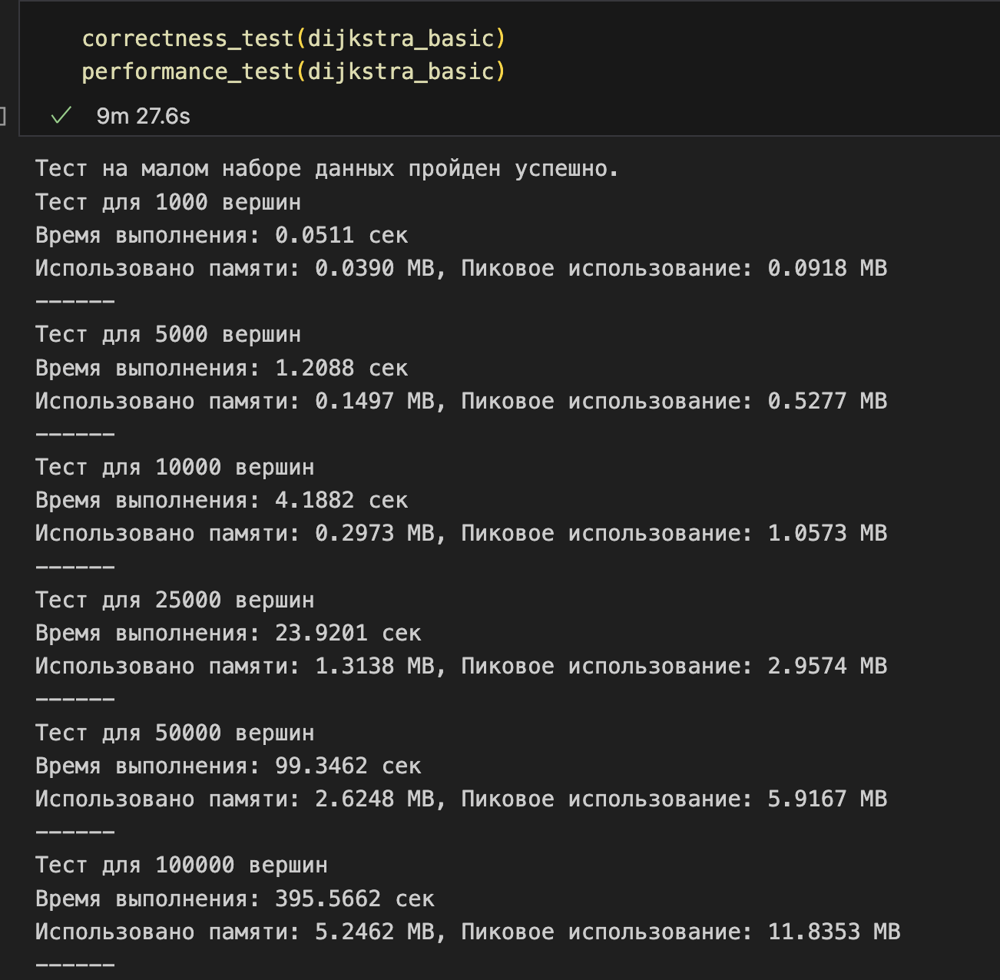 correctness_test(dijkstra_basic)
performance_test(dijkstra_basic)
] ✓ 9m 27.6s
Тест на малом наборе данных пройден успешно.
Тест для 1000 вершин
Время выполнения: 0.0511 сек
Использовано памяти: 0.0390 MB, Пиковое использование: 0.0918 MB
------
Тест для 5000 вершин
Время выполнения: 1.2088 сек
Использовано памяти: 0.1497 MB, Пиковое использование: 0.5277 MB
------
Тест для 10000 вершин
Время выполнения: 4.1882 сек
Использовано памяти: 0.2973 MB, Пиковое использование: 1.0573 MB
------
Тест для 25000 вершин
Время выполнения: 23.9201 сек
Использовано памяти: 1.3138 MB, Пиковое использование: 2.9574 MB
------
Тест для 50000 вершин
Время выполнения: 99.3462 сек
Использовано памяти: 2.6248 MB, Пиковое использование: 5.9167 MB
------
Тест для 100000 вершин
Время выполнения: 395.5662 сек
Использовано памяти: 5.2462 MB, Пиковое использование: 11.8353 MB
------